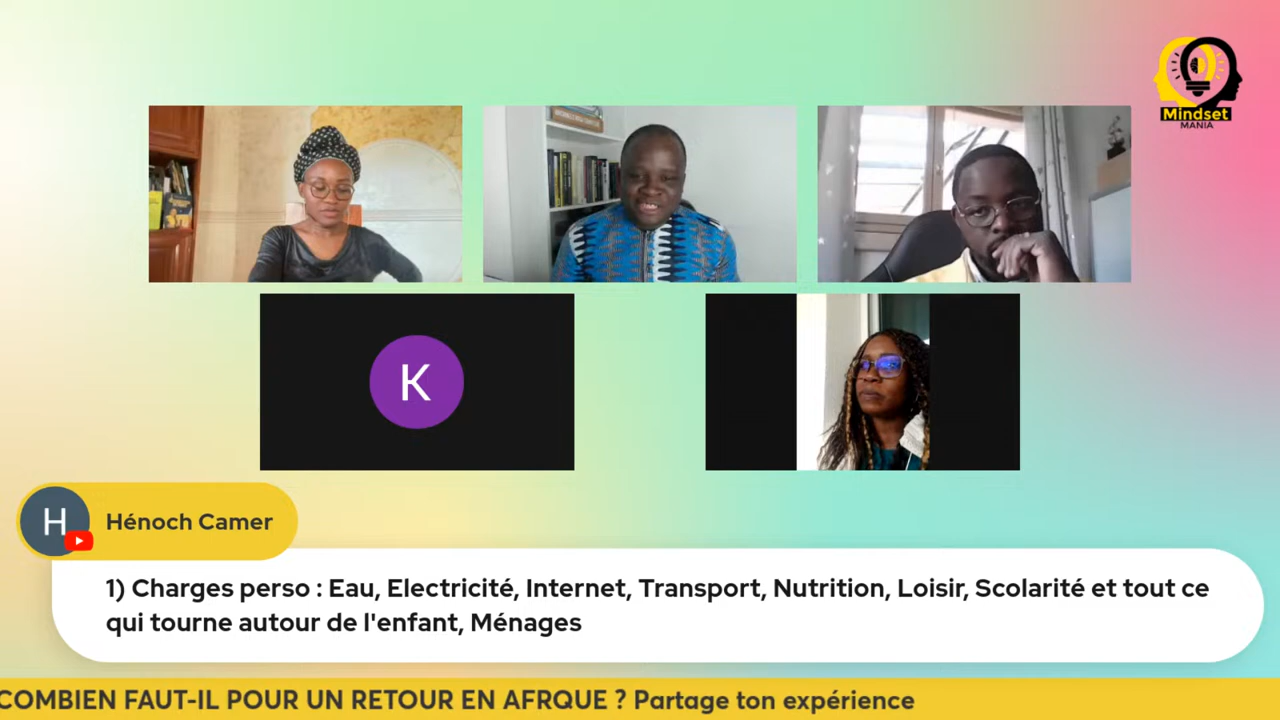 Mindset
MANIA
K
H
Hénoch Camer
1) Charges perso : Eau, Electricité, Internet, Transport, Nutrition, Loisir, Scolarité et tout ce
qui tourne autour de l'enfant, Ménages
COMBIEN FAUT-IL POUR UN RETOUR EN AFRQUE ? Partage ton expérience